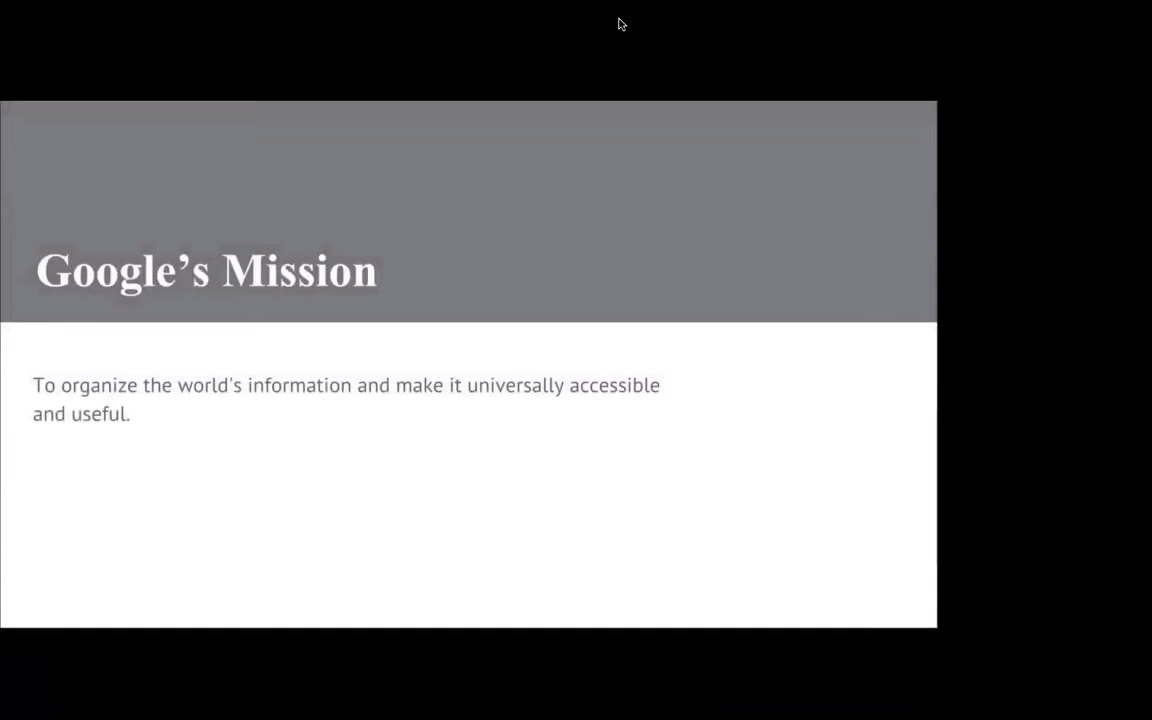 Google’s Mission
To organize the world's information and make it universally accessible
and useful.